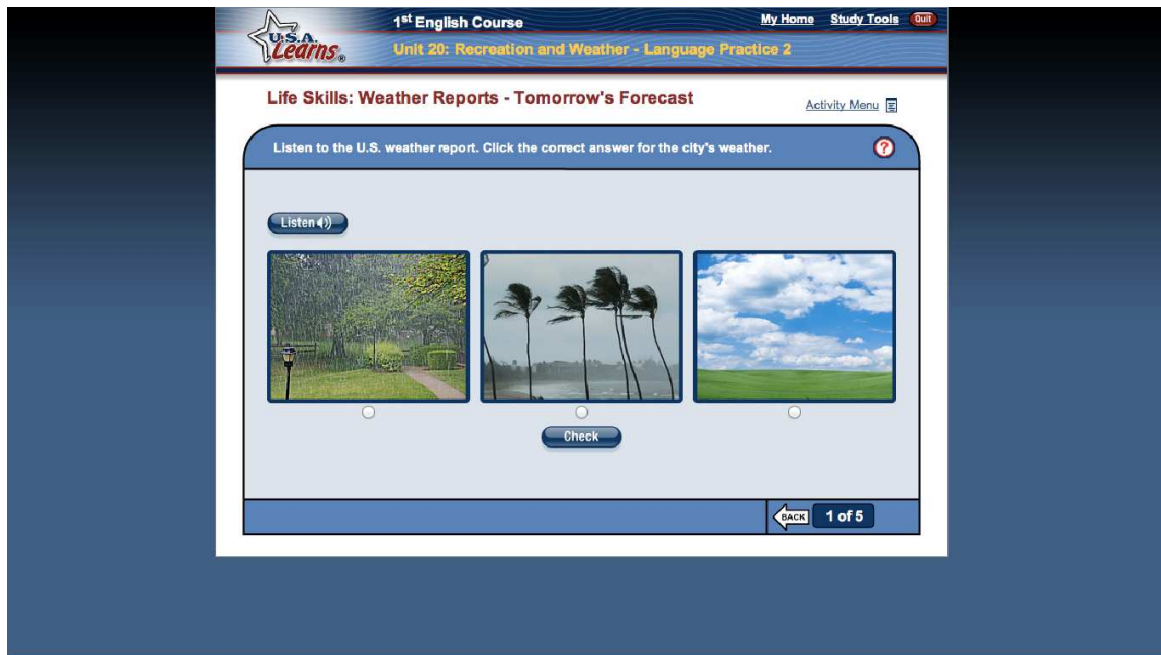 U.S.A.
Learns®
1st English Course
My Home Study Tools Quit
Unit 20: Recreation and Weather - Language Practice 2
Life Skills: Weather Reports - Tomorrow's Forecast
Activity Menu
Listen to the U.S. weather report. Click the correct answer for the city's weather.
?
Listen
Check
BACK 1 of 5